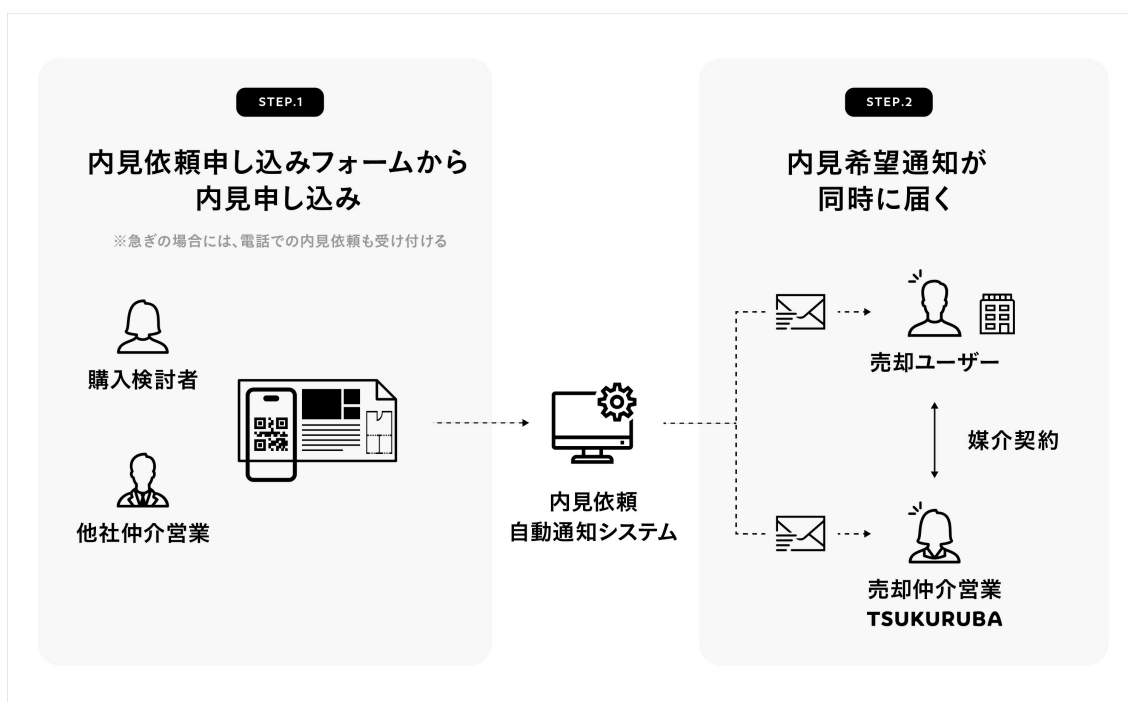 STEP.1
内見依頼申し込みフォームから
内見申し込み
※急ぎの場合には、電話での内見依頼も受け付ける
購入検討者
他社仲介営業
内見依頼
自動通知システム
STEP.2
内見希望通知が
同時に届く
売却ユーザー
媒介契約
売却仲介営業
TSUKURUBA